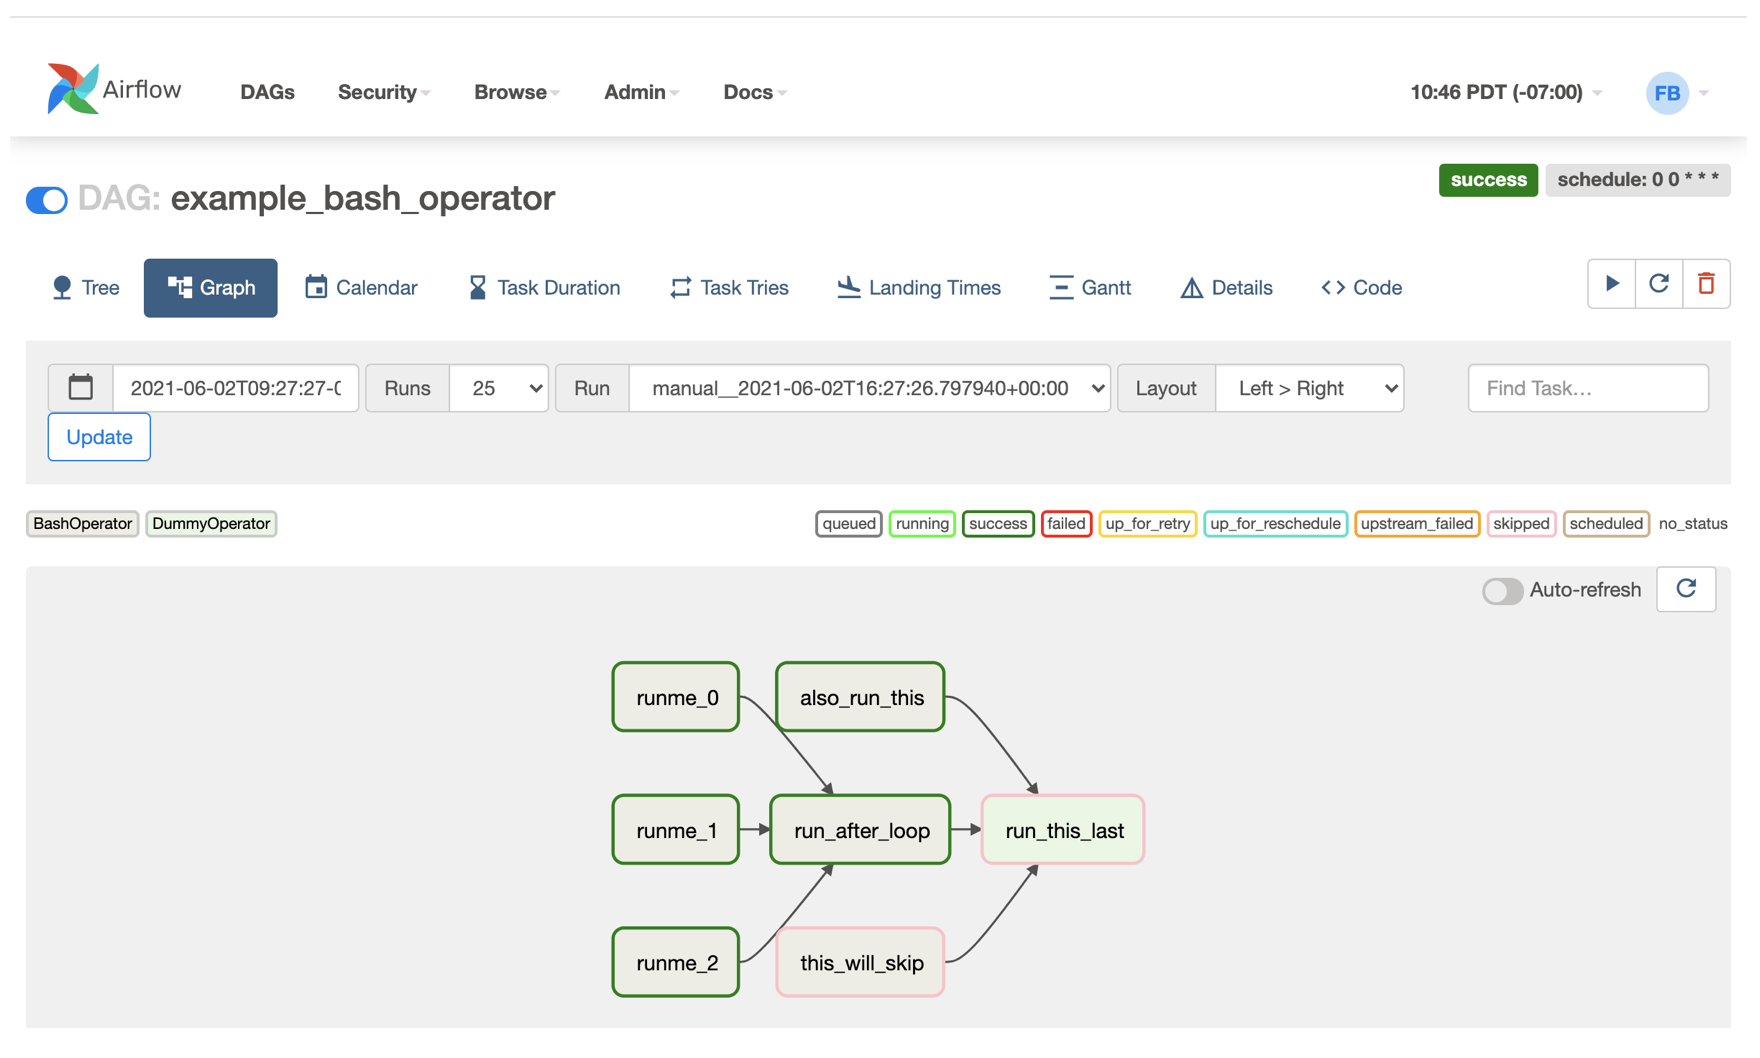 Airflow DAGs Security Browse Admin Docs 10:46 PDT (-07:00) FB
success schedule: 0 0 * * *
DAG: example_bash_operator
Tree Graph Calendar Task Duration Task Tries Landing Times Gantt Details Code
2021-06-02T09:27:27-0 Runs 25 Run manual__2021-06-02T16:27:26.797940+00:00 Layout Left > Right Find Task...
Update
BashOperator DummyOperator queued running success failed up_for_retry up_for_reschedule upstream_failed skipped scheduled no_status
Auto-refresh
runme_0 also_run_this
runme_1 run_after_loop run_this_last
runme_2 this_will_skip